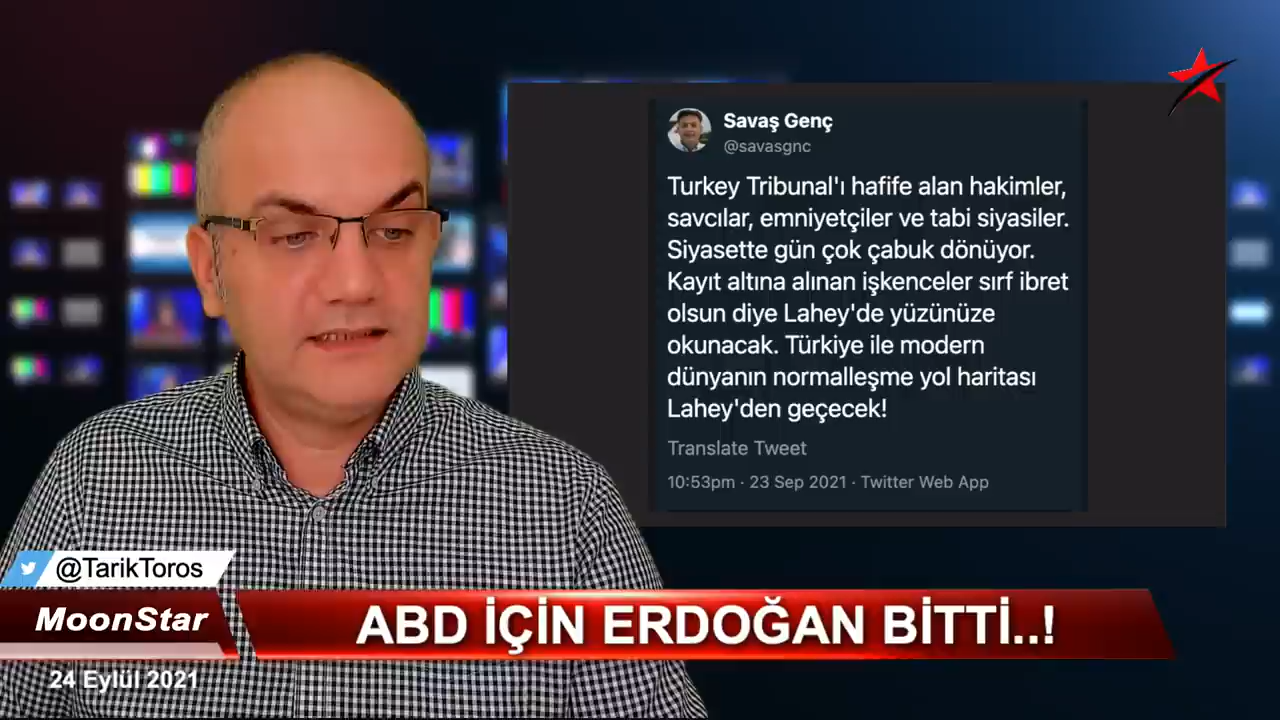 Savaş Genç
@savasgnc
Turkey Tribunal'ı hafife alan hakimler,
savcılar, emniyetçiler ve tabi siyasiler.
Siyasette gün çok çabuk dönüyor.
Kayıt altına alınan işkenceler sırf ibret
olsun diye Lahey'de yüzünüze
okunacak. Türkiye ile modern
dünyanın normalleşme yol haritası
Lahey'den geçecek!
Translate Tweet
10:53pm · 23 Sep 2021 · Twitter Web App
@TarikToros
MoonStar
ABD İÇİN ERDOĞAN BİTTİ..!
24 Eylül 2021